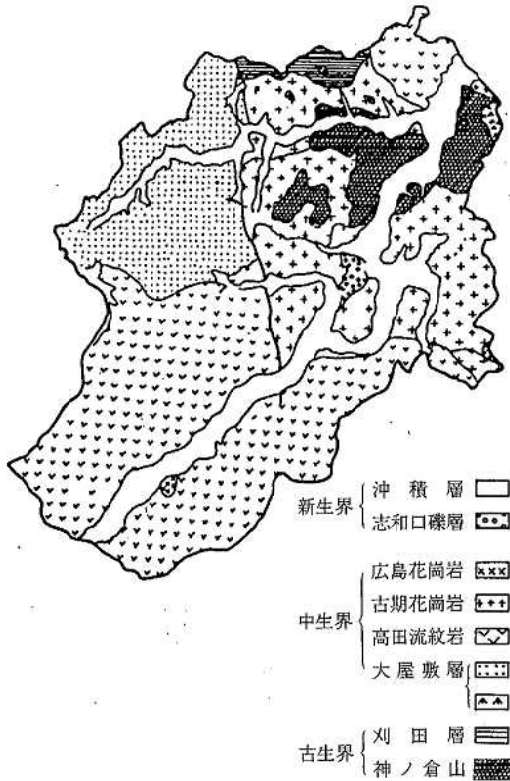 新生界
沖積層
志和口礫層
中生界
広島花崗岩
古期花崗岩
高田流紋岩
大屋敷層
古生界
刈田層
神ノ倉山